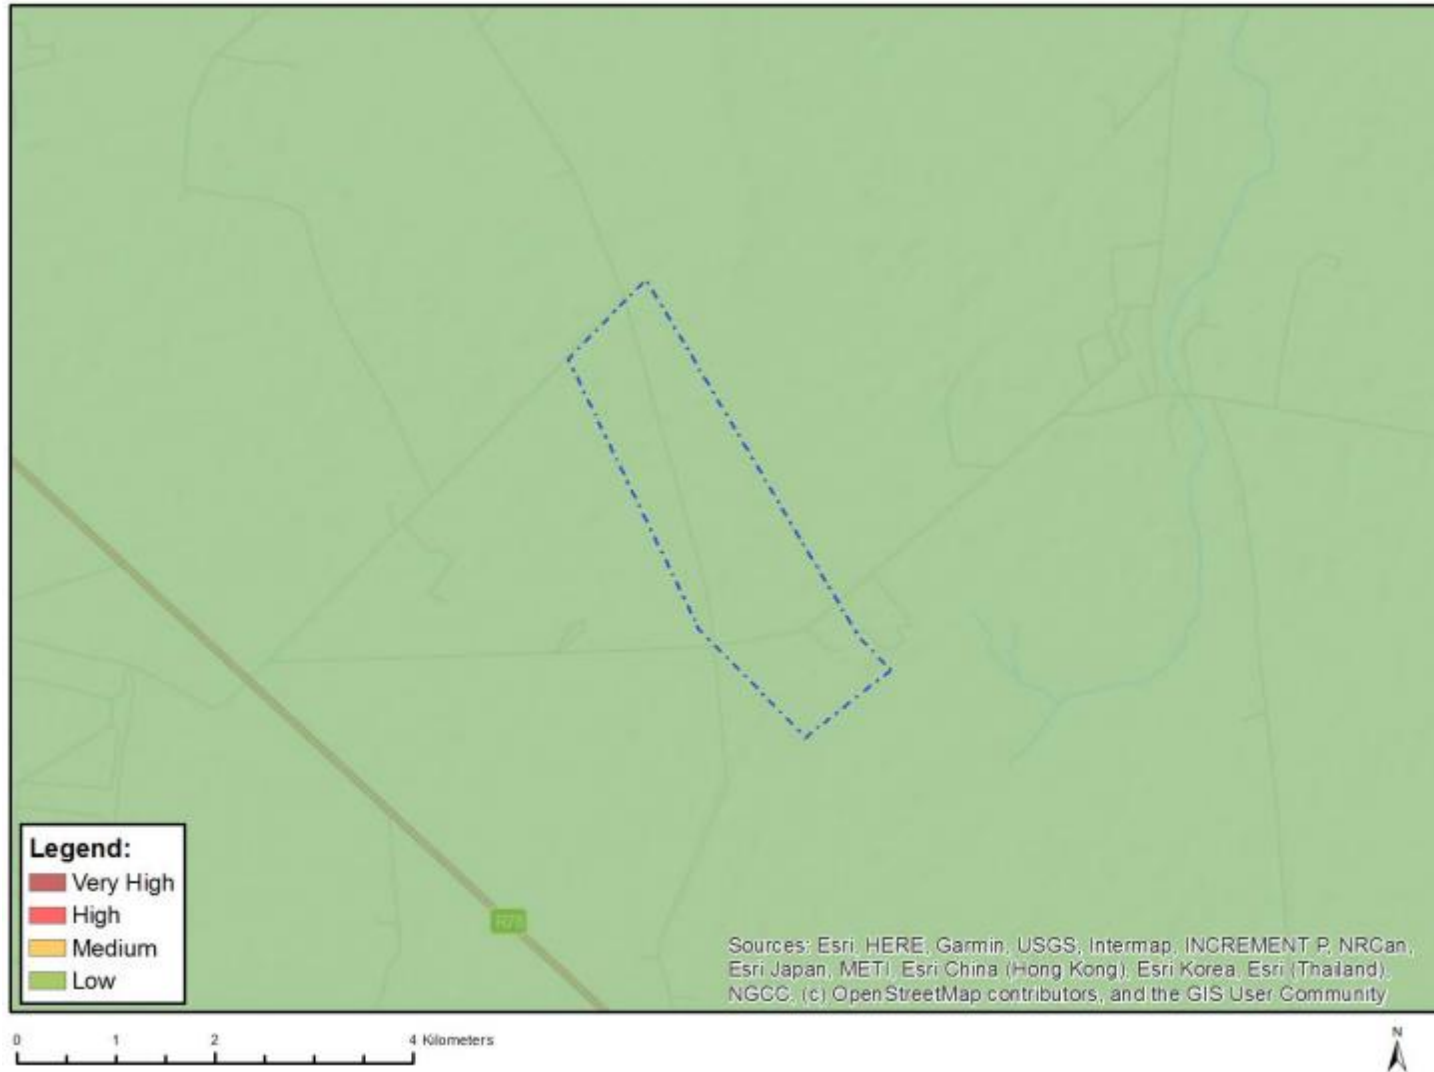 Legend:
Very High
High
Medium
Low
Sources: Esri, HERE, Garmin, USGS, Intermap, INCREMENT P, NRCan,
Esri Japan, METI, Esri China (Hong Kong), Esri Korea, Esri (Thailand),
NGCC, (c) OpenStreetMap contributors, and the GIS User Community
0 1 2 4 Kilometers
N